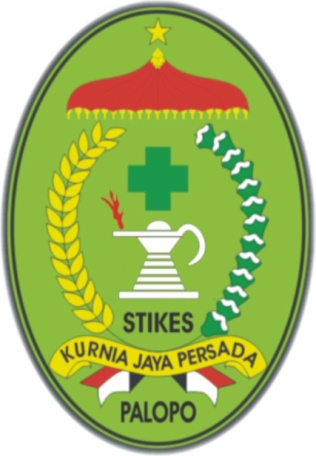 STIKES
KURNIA JAYA PERSADA
PALOPO